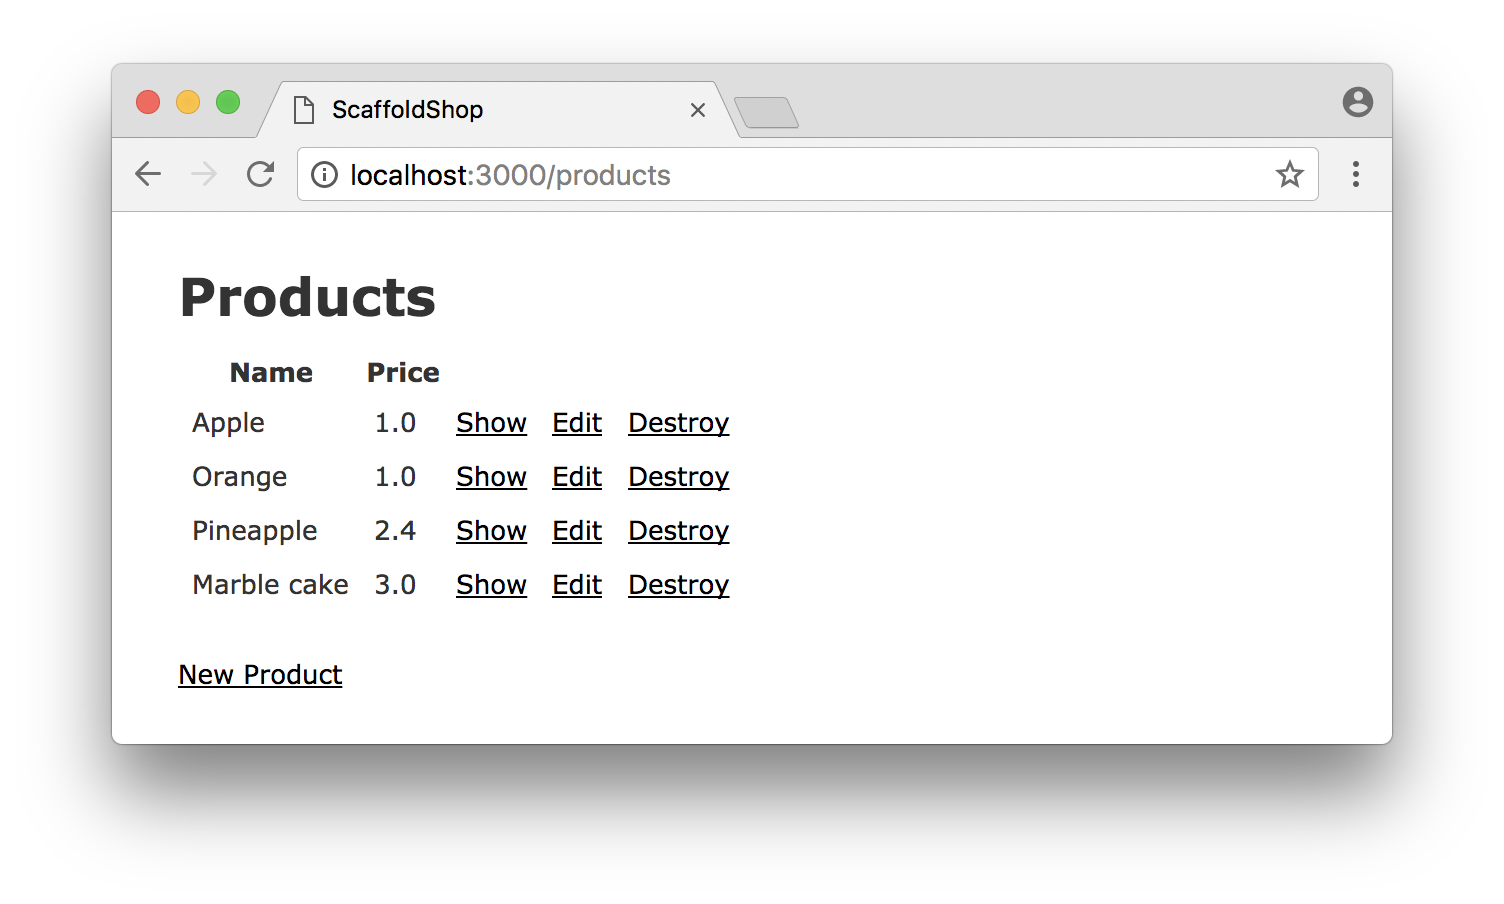 ScaffoldShop
localhost:3000/products
Products
Name Price
Apple 1.0 Show Edit Destroy
Orange 1.0 Show Edit Destroy
Pineapple 2.4 Show Edit Destroy
Marble cake 3.0 Show Edit Destroy
New Product